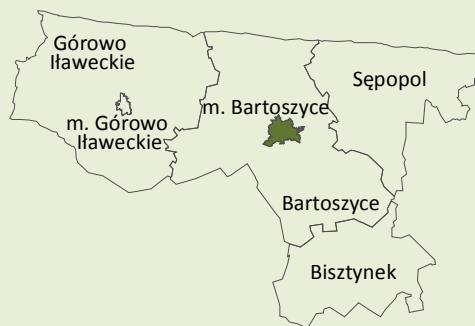 Górowo
Iławeckie
m. Górowo
Iławeckie
m. Bartoszyce
Sępopol
Bartoszyce
Bisztynek